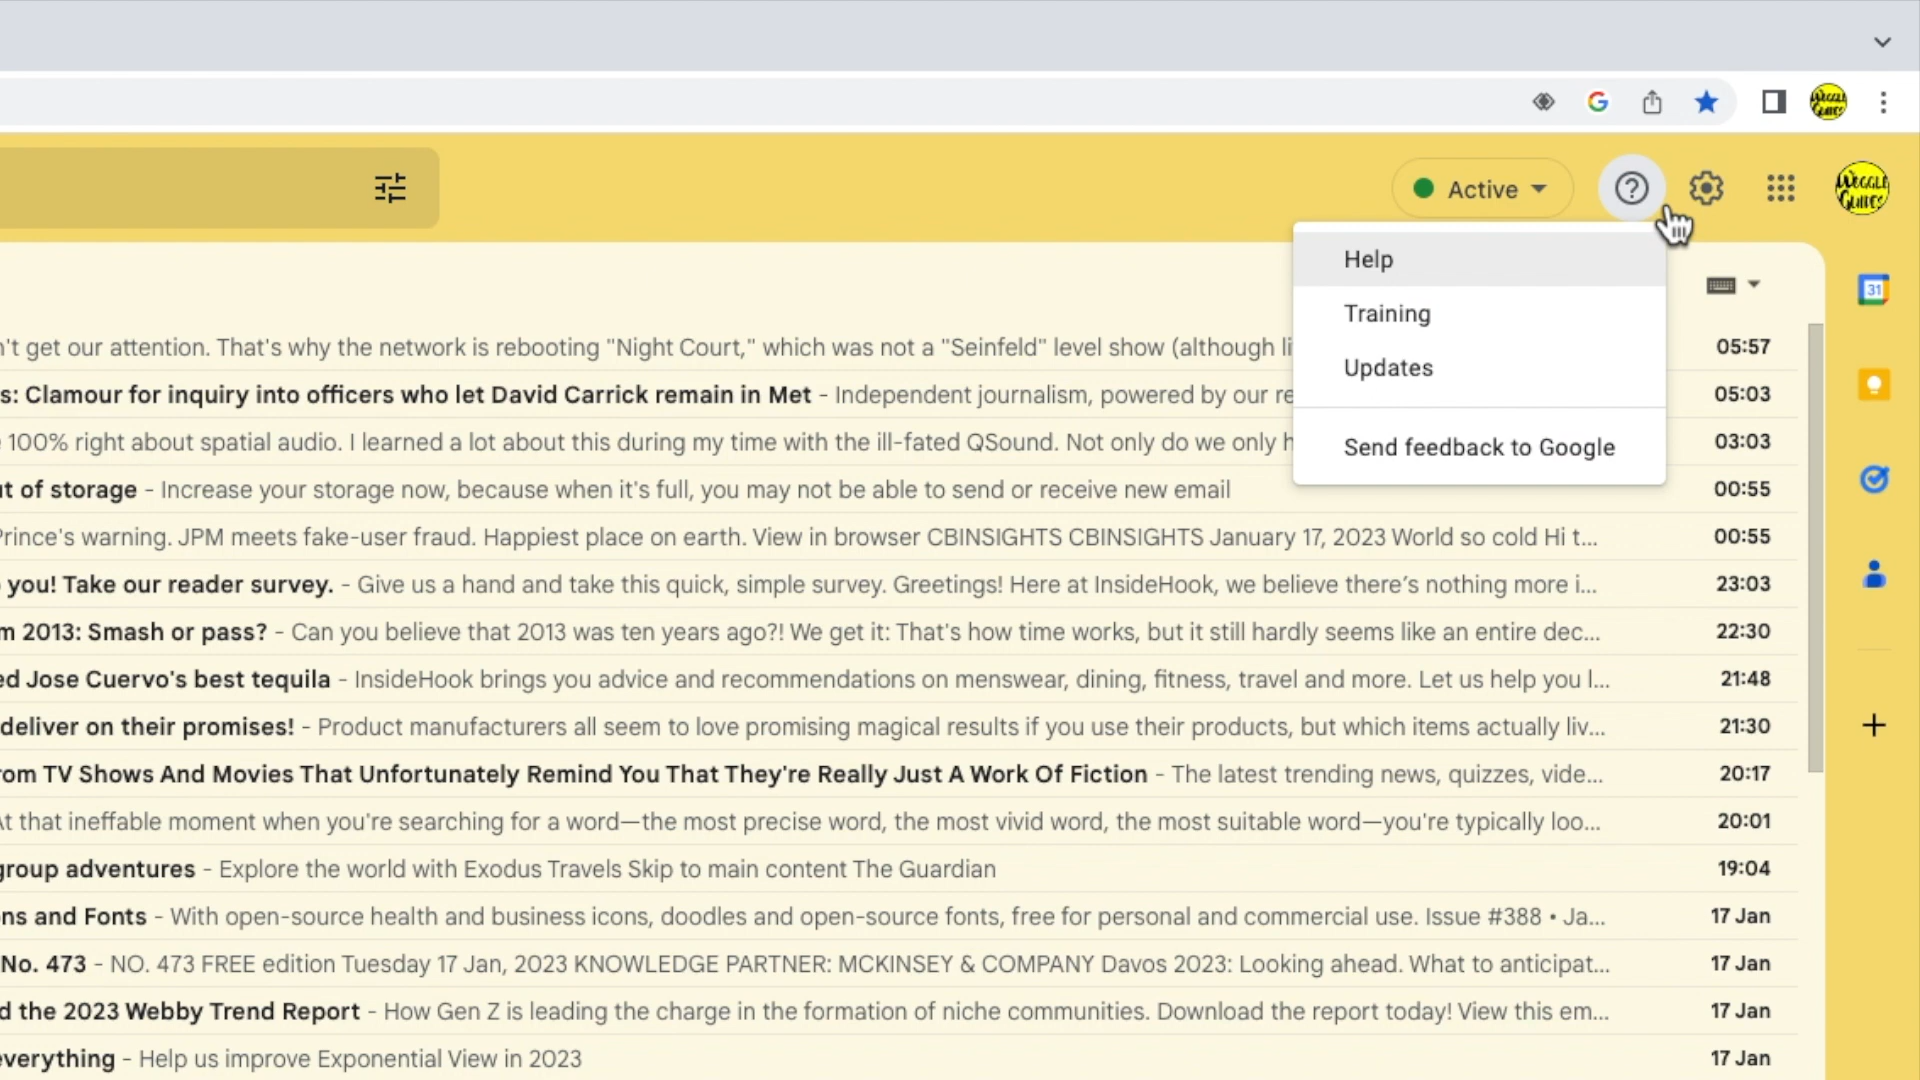 Active
Help
Training
Updates
Send feedback to Google
31
n't get our attention. That's why the network is rebooting "Night Court," which was not a "Seinfeld" level show (although li 05:57
s: Clamour for inquiry into officers who let David Carrick remain in Met - Independent journalism, powered by our re 05:03
100% right about spatial audio. I learned a lot about this during my time with the ill-fated QSound. Not only do we only h 03:03
ut of storage - Increase your storage now, because when it's full, you may not be able to send or receive new email 00:55
Prince's warning. JPM meets fake-user fraud. Happiest place on earth. View in browser CBINSIGHTS CBINSIGHTS January 17, 2023 World so cold Hi t... 00:55
you! Take our reader survey. - Give us a hand and take this quick, simple survey. Greetings! Here at InsideHook, we believe there’s nothing more i... 23:03
m 2013: Smash or pass? - Can you believe that 2013 was ten years ago?! We get it: That's how time works, but it still hardly seems like an entire dec... 22:30
ed Jose Cuervo's best tequila - InsideHook brings you advice and recommendations on menswear, dining, fitness, travel and more. Let us help you l... 21:48
deliver on their promises! - Product manufacturers all seem to love promising magical results if you use their products, but which items actually liv... 21:30
rom TV Shows And Movies That Unfortunately Remind You That They're Really Just A Work Of Fiction - The latest trending news, quizzes, vide... 20:17
At that ineffable moment when you're searching for a word—the most precise word, the most vivid word, the most suitable word—you're typically loo... 20:01
group adventures - Explore the world with Exodus Travels Skip to main content The Guardian 19:04
ns and Fonts - With open-source health and business icons, doodles and open-source fonts, free for personal and commercial use. Issue #388 • Ja... 17 Jan
No. 473 - NO. 473 FREE edition Tuesday 17 Jan, 2023 KNOWLEDGE PARTNER: MCKINSEY & COMPANY Davos 2023: Looking ahead. What to anticipat... 17 Jan
d the 2023 Webby Trend Report - How Gen Z is leading the charge in the formation of niche communities. Download the report today! View this em... 17 Jan
everything - Help us improve Exponential View in 2023 17 Jan